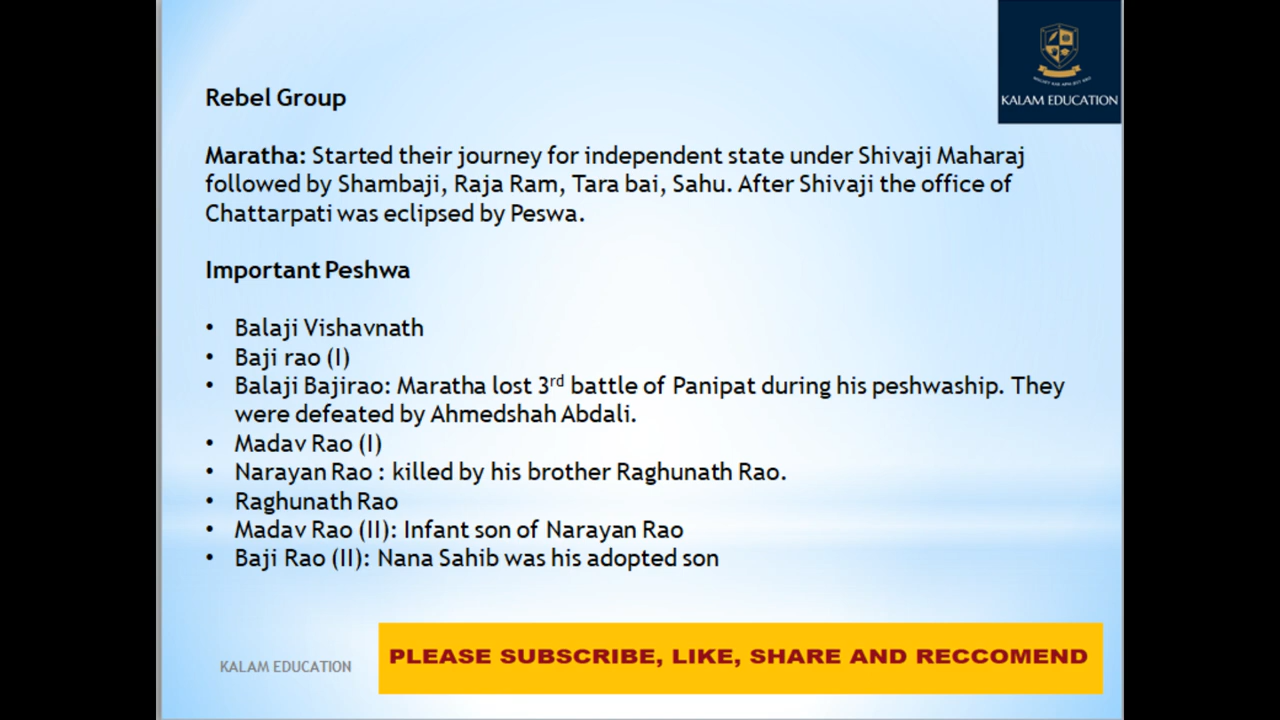 KALAM EDUCATION
Rebel Group
Maratha: Started their journey for independent state under Shivaji Maharaj
followed by Shambaji, Raja Ram, Tara bai, Sahu. After Shivaji the office of
Chattarpati was eclipsed by Peswa.
Important Peshwa
• Balaji Vishavnath
• Baji rao (I)
• Balaji Bajirao: Maratha lost 3rd battle of Panipat during his peshwaship. They
were defeated by Ahmedshah Abdali.
• Madav Rao (I)
• Narayan Rao : killed by his brother Raghunath Rao.
• Raghunath Rao
• Madav Rao (II): Infant son of Narayan Rao
• Baji Rao (II): Nana Sahib was his adopted son
KALAM EDUCATION
PLEASE SUBSCRIBE, LIKE, SHARE AND RECCOMEND